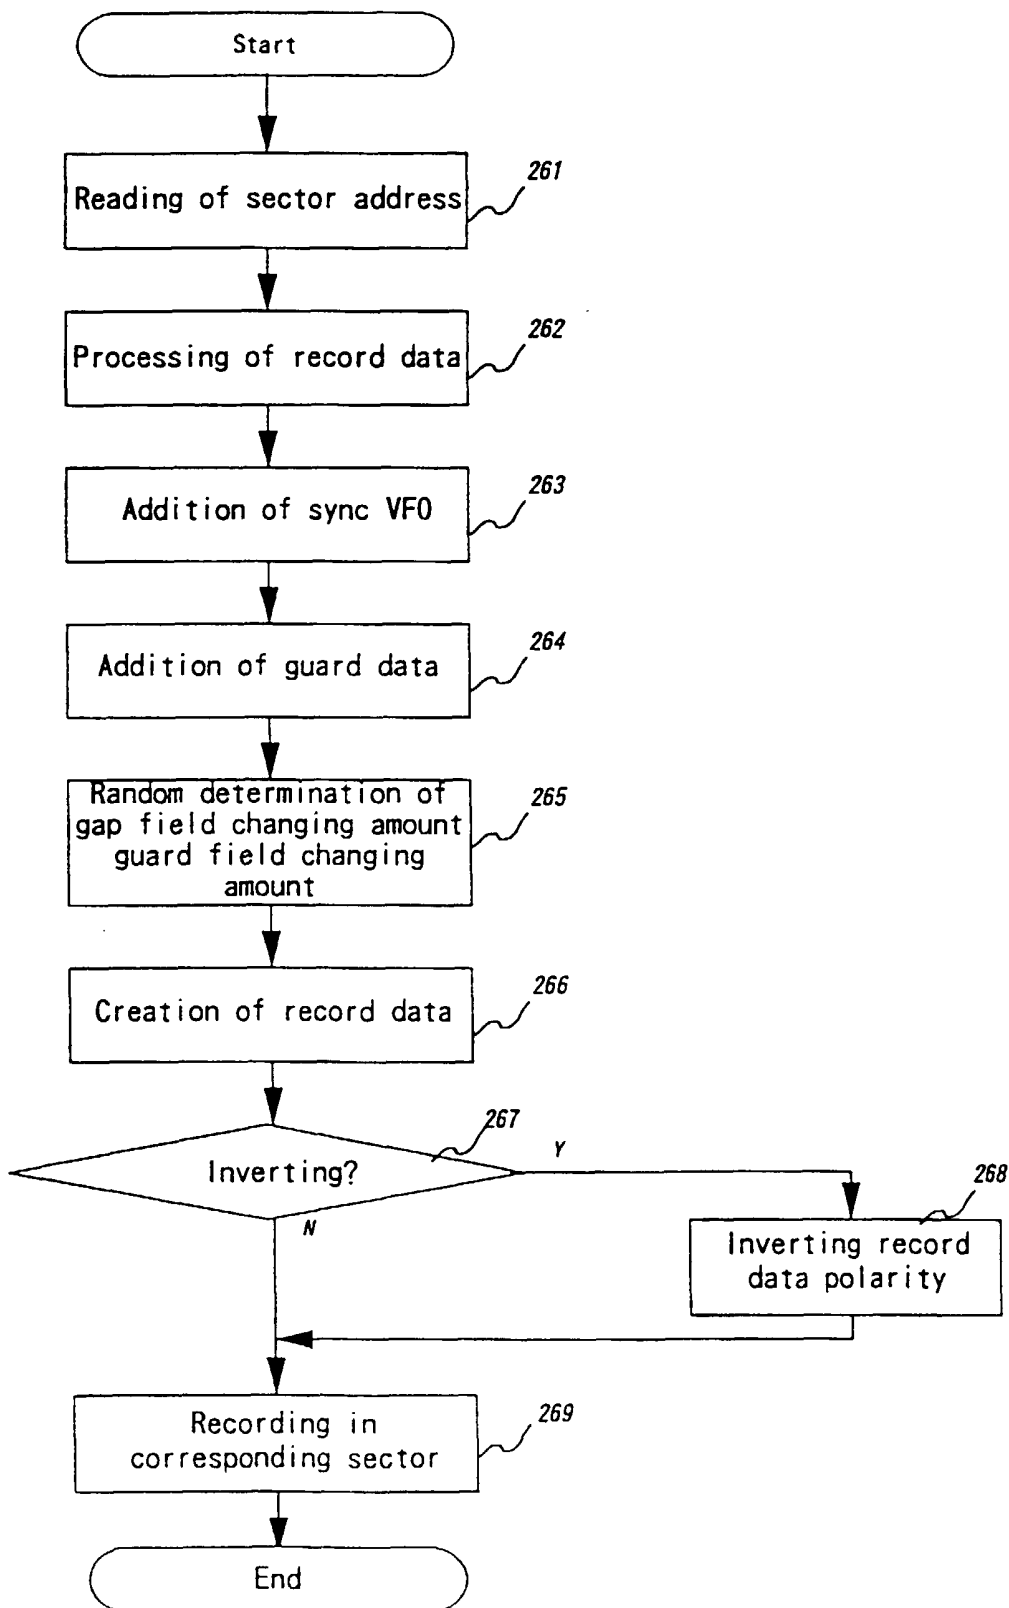 Start
261
Reading of sector address
262
Processing of record data
263
Addition of sync VFO
264
Addition of guard data
265
Random determination of
gap field changing amount
guard field changing
amount
266
Creation of record data
267
Inverting?
Y
N
268
Inverting record
data polarity
269
Recording in
corresponding sector
End